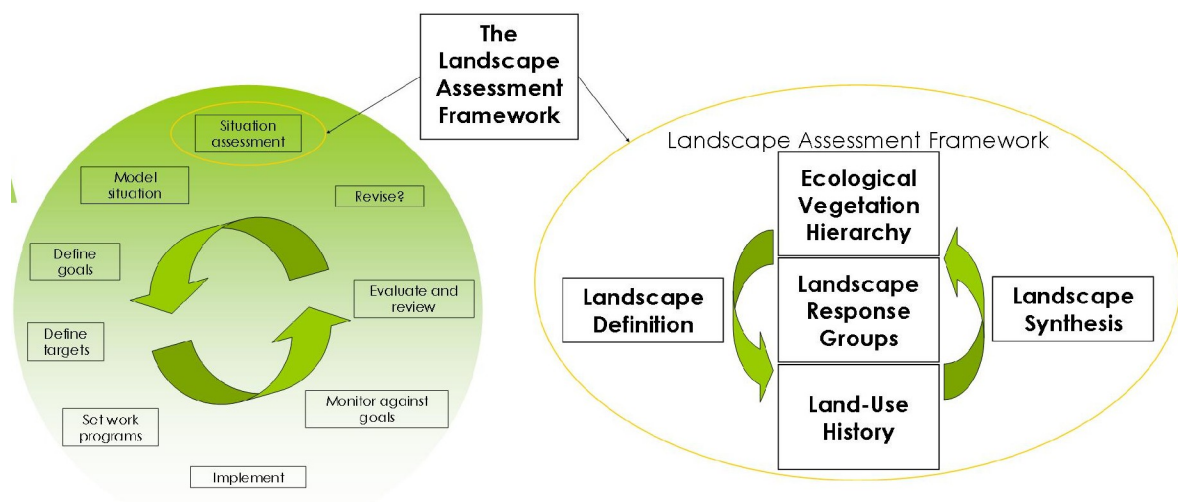 The
Landscape
Assessment
Framework
Situation
assessment
Model
situation
Revise?
Define
goals
Evaluate and
review
Define
targets
Monitor against
goals
Set work
programs
Implement
Landscape Assessment Framework
Ecological
Vegetation
Hierarchy
Landscape
Definition
Landscape
Response
Groups
Landscape
Synthesis
Land-Use
History